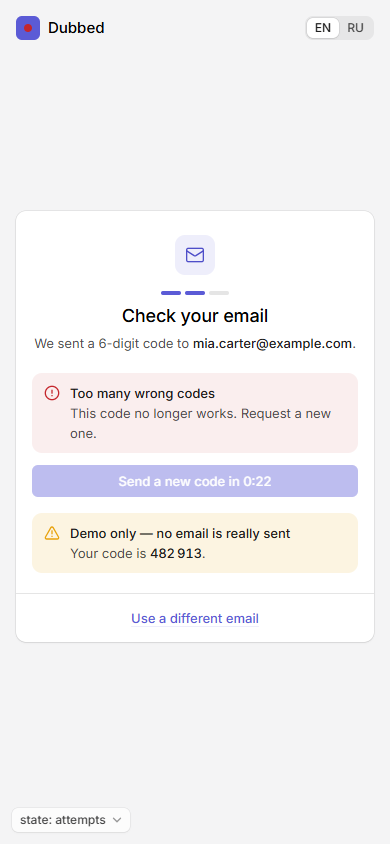 Dubbed
EN RU
Check your email
We sent a 6-digit code to mia.carter@example.com.
Too many wrong codes
This code no longer works. Request a new
one.
Send a new code in 0:22
Demo only — no email is really sent
Your code is 482 913.
Use a different email
state: attempts